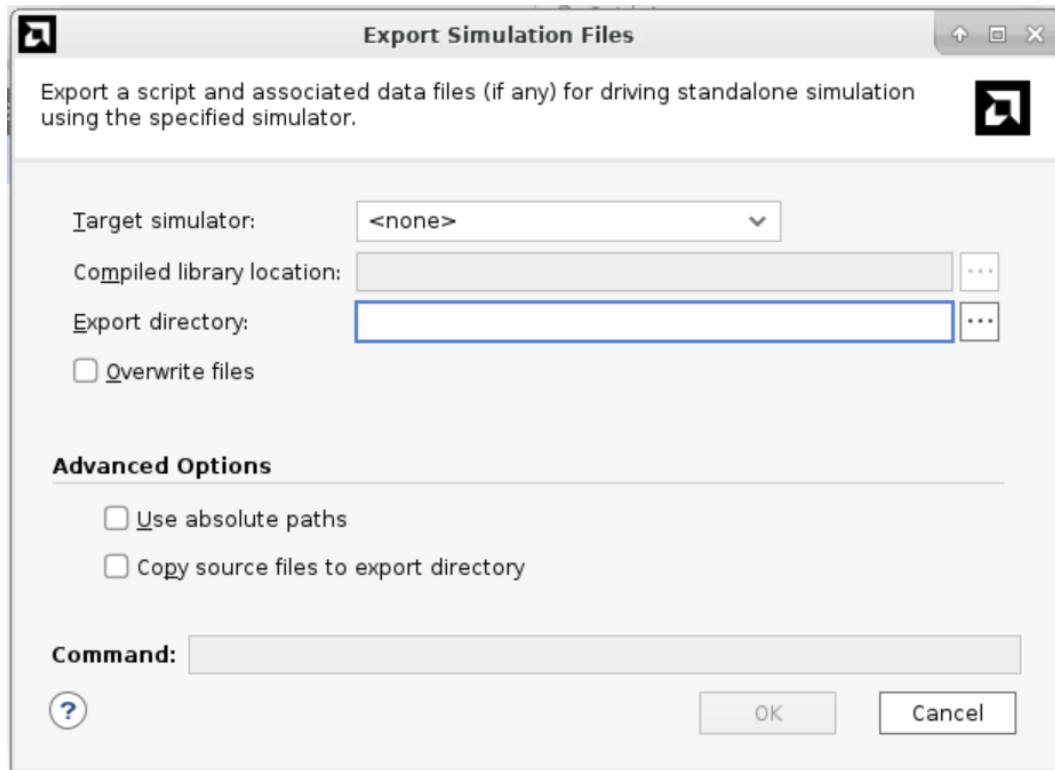 Export Simulation Files
Export a script and associated data files (if any) for driving standalone simulation
using the specified simulator.
Target simulator: <none>
Compiled library location: ...
Export directory: ...
Overwrite files
Advanced Options
Use absolute paths
Copy source files to export directory
Command:
? OK Cancel